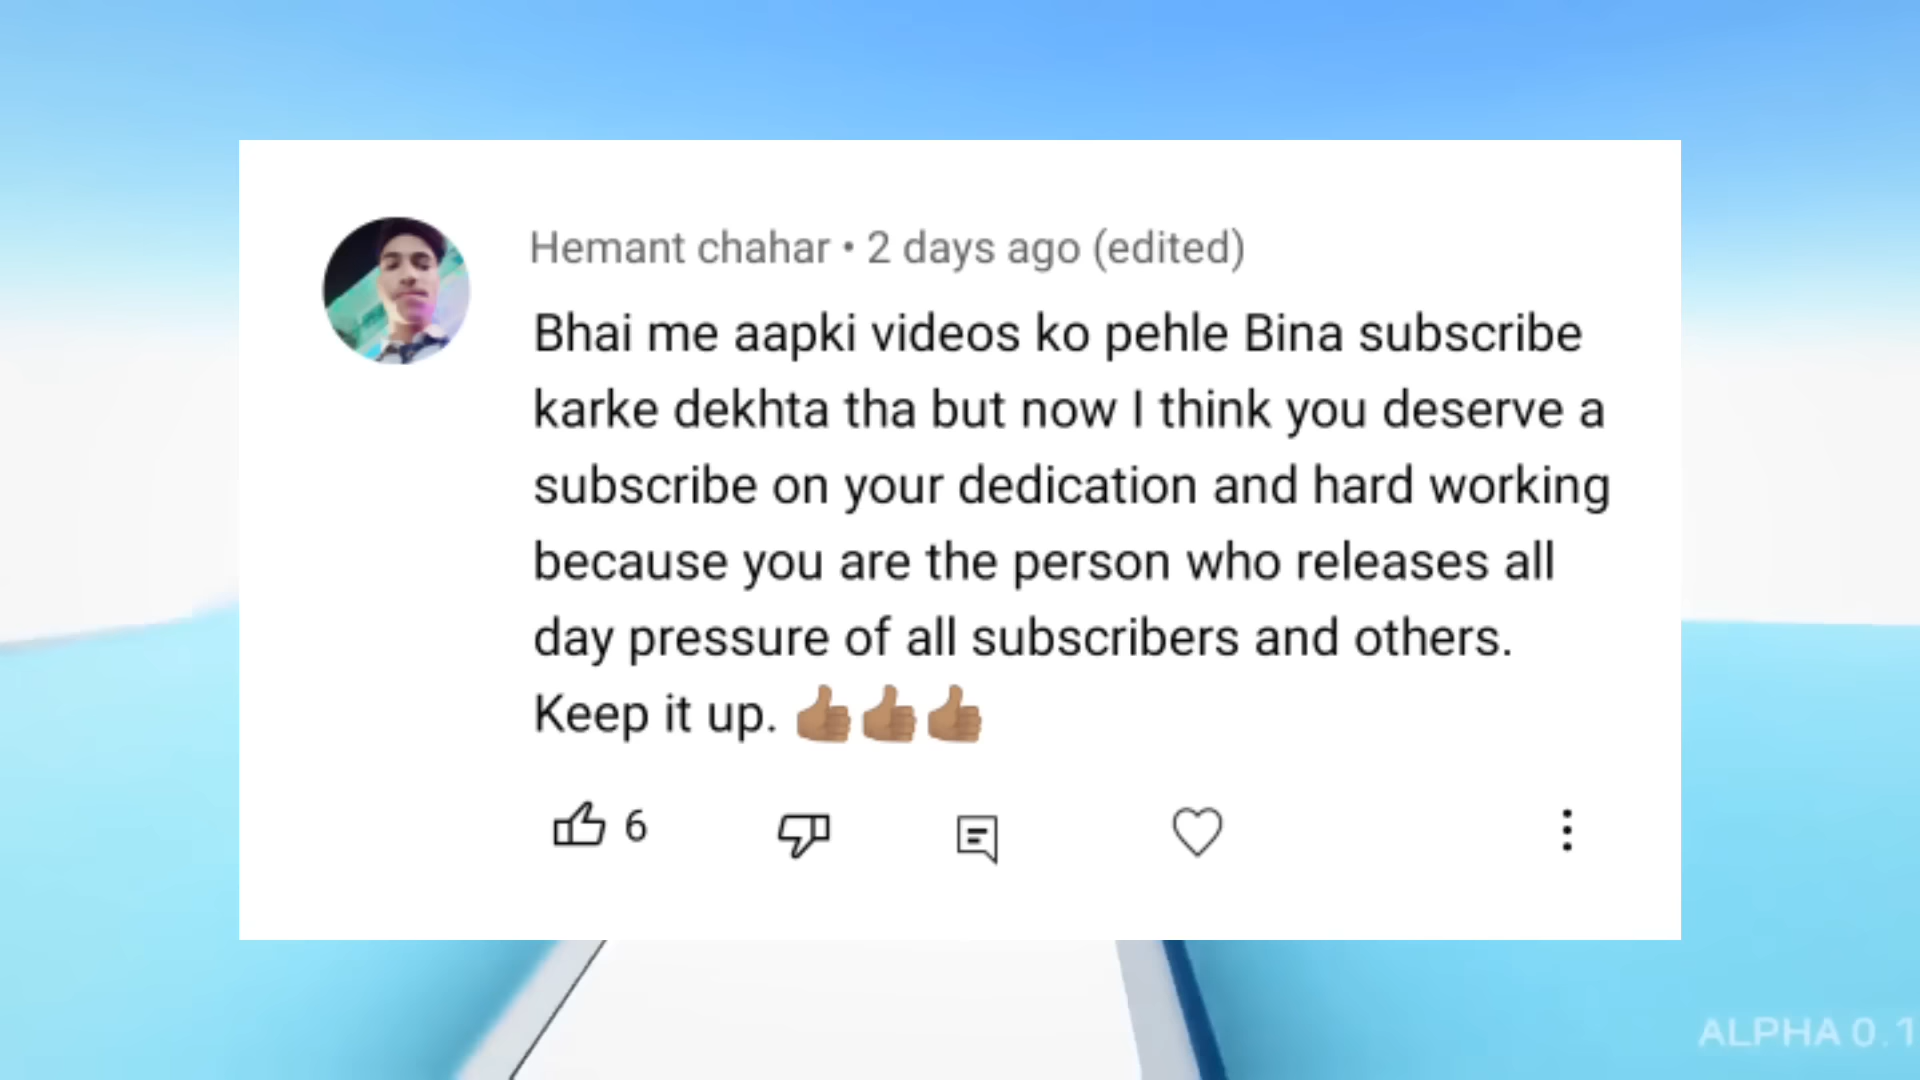 Hemant chahar • 2 days ago (edited)
Bhai me aapki videos ko pehle Bina subscribe
karke dekhta tha but now I think you deserve a
subscribe on your dedication and hard working
because you are the person who releases all
day pressure of all subscribers and others.
Keep it up. 👍🏽👍🏽👍🏽
6
ALPHA 0.1